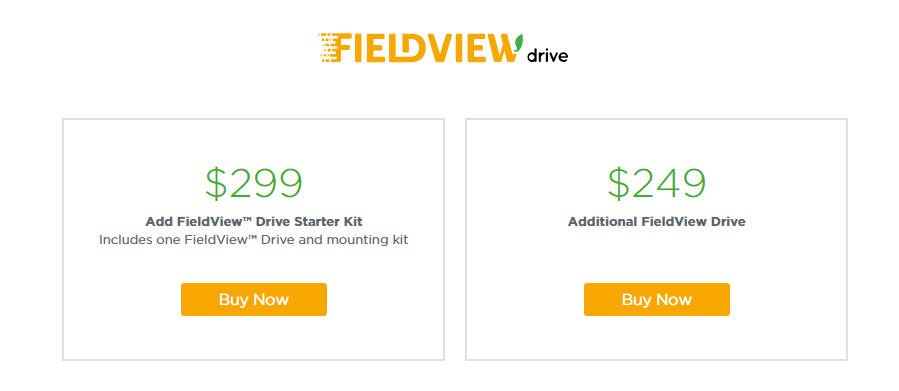 FIELDVIEW drive
$299
Add FieldView™ Drive Starter Kit
Includes one FieldView™ Drive and mounting kit
Buy Now
$249
Additional FieldView Drive
Buy Now